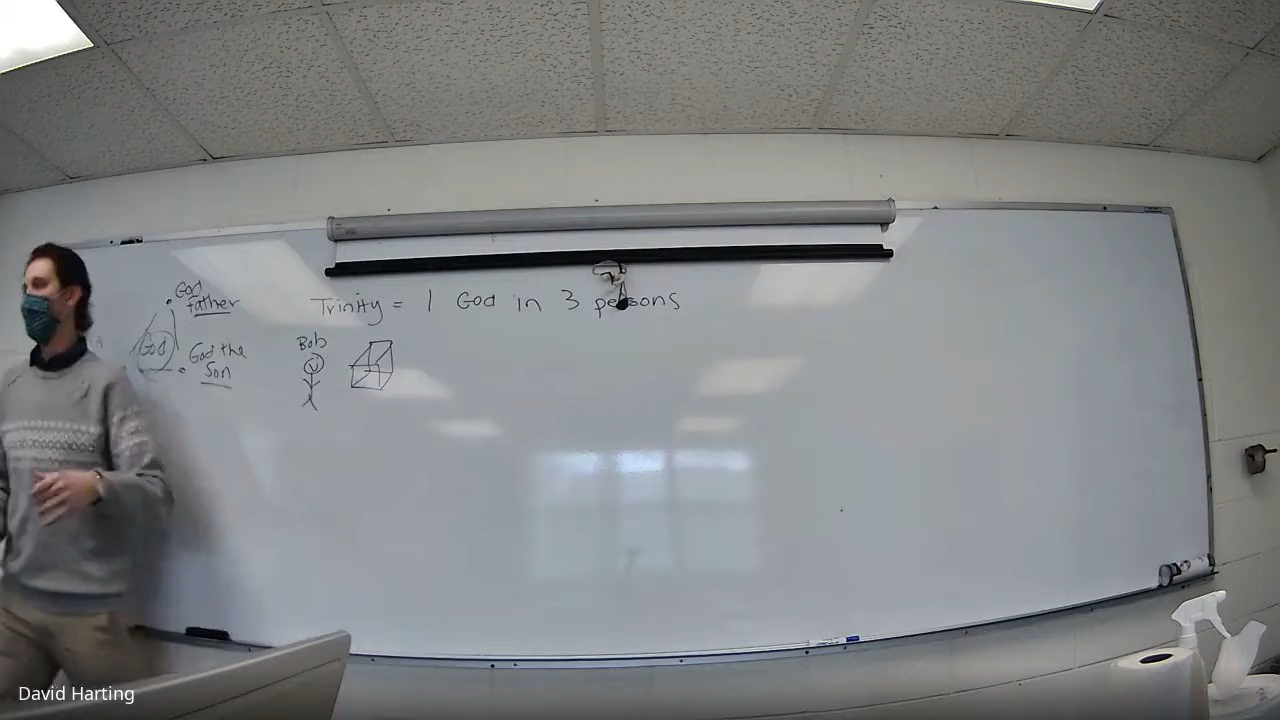 God
Father
God
God the
Son
Trinity = 1 God in 3 persons
Bob
David Harting